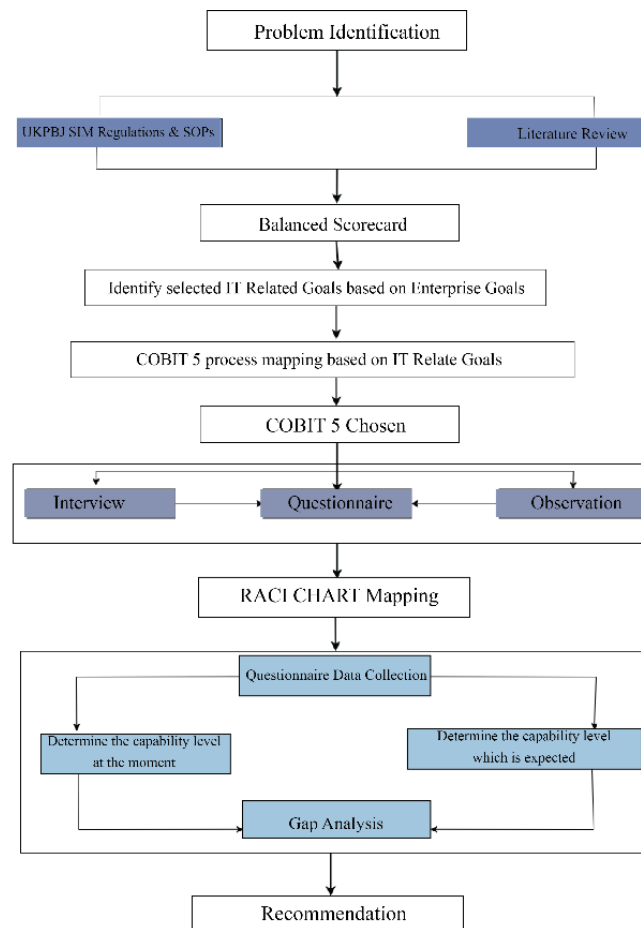 Problem Identification
UKPBJ SIM Regulations & SOPs
Literature Review
Balanced Scorecard
Identify selected IT Related Goals based on Enterprise Goals
COBIT 5 process mapping based on IT Relate Goals
COBIT 5 Chosen
Interview
Questionnaire
Observation
RACI CHART Mapping
Questionnaire Data Collection
Determine the capability level
at the moment
Determine the capability level
which is expected
Gap Analysis
Recommendation